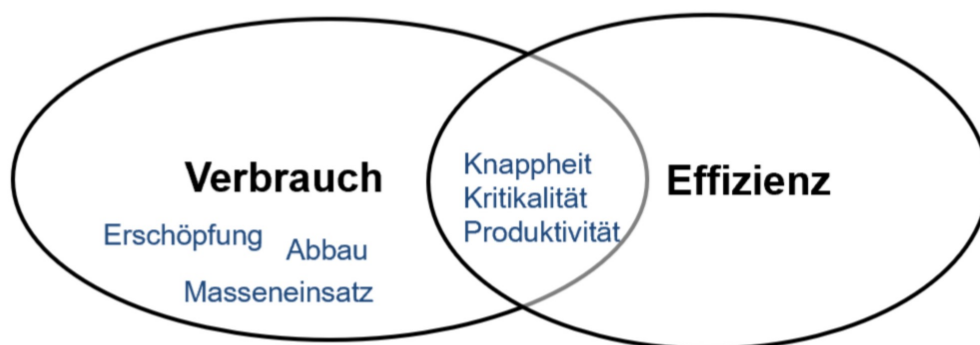 Verbrauch
Erschöpfung
Abbau
Masseneinsatz
Knappheit
Kritikalität
Produktivität
Effizienz